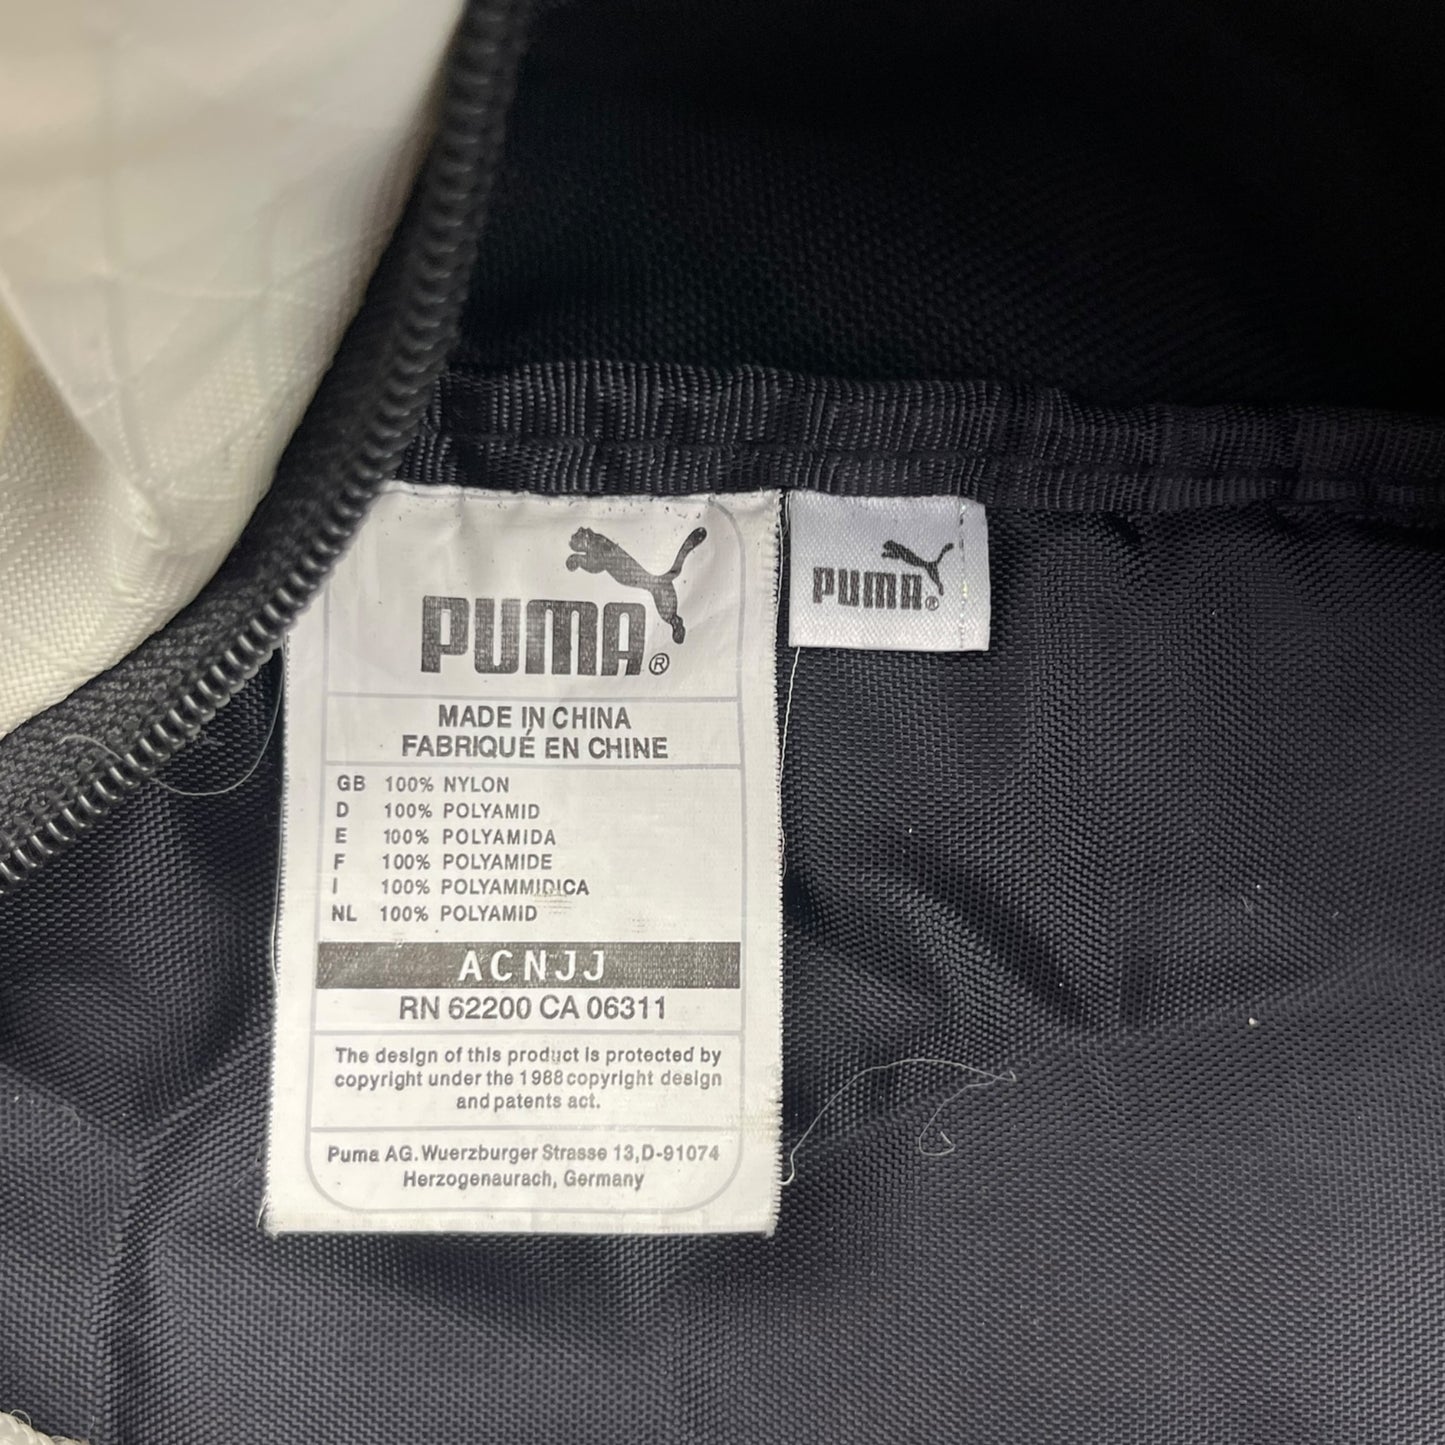 PUMA®
MADE IN CHINA
FABRIQUÉ EN CHINE
GB 100% NYLON
D 100% POLYAMID
E 100% POLYAMIDA
F 100% POLYAMIDE
I 100% POLYAMMIDICA
NL 100% POLYAMID
ACNJJ
RN 62200 CA 06311
The design of this product is protected by
copyright under the 1988 copyright design
and patents act.
Puma AG. Wuerzburger Strasse 13,D-91074
Herzogenaurach, Germany
PUMA®